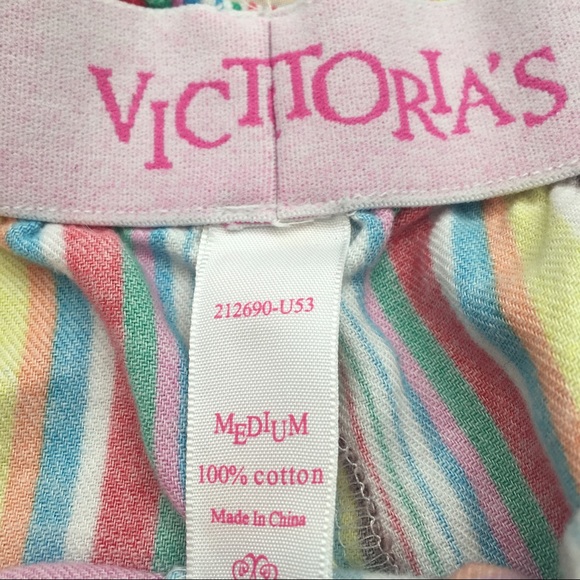 VICTTORIA'S
212690-U53
MEDIUM
100% cotton
Made In China